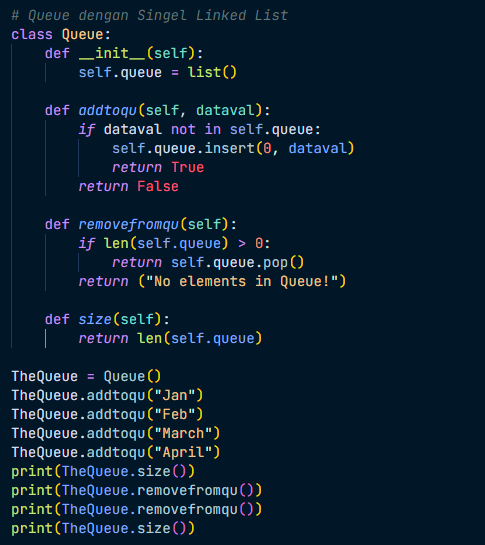 # Queue dengan Singel Linked List
class Queue:
    def __init__(self):
        self.queue = list()

    def addtoqu(self, dataval):
        if dataval not in self.queue:
            self.queue.insert(0, dataval)
            return True
        return False

    def removefromqu(self):
        if len(self.queue) > 0:
            return self.queue.pop()
        return ("No elements in Queue!")

    def size(self):
        return len(self.queue)

TheQueue = Queue()
TheQueue.addtoqu("Jan")
TheQueue.addtoqu("Feb")
TheQueue.addtoqu("March")
TheQueue.addtoqu("April")
print(TheQueue.size())
print(TheQueue.removefromqu())
print(TheQueue.removefromqu())
print(TheQueue.size())